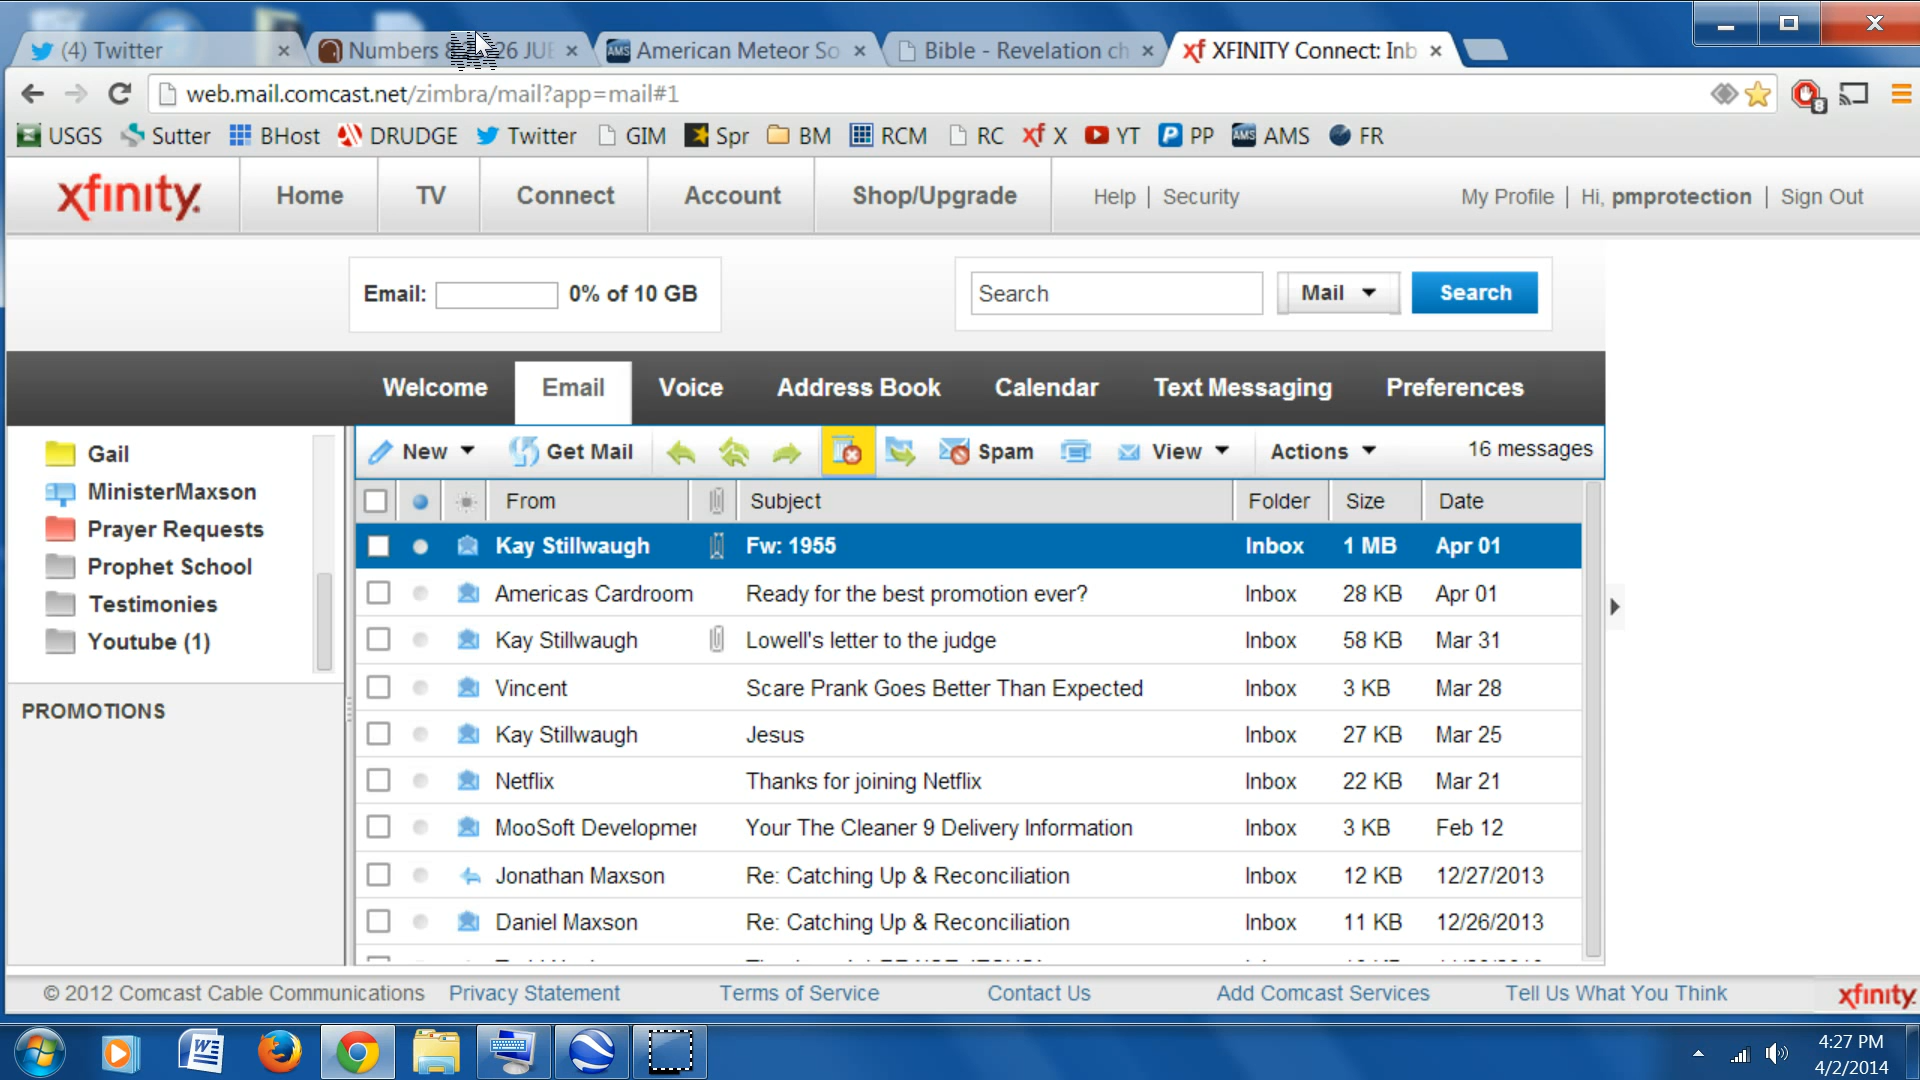 (4) Twitter
Numbers 8 26 JUE
American Meteor So
Bible - Revelation ch
XFINITY Connect: Inb
web.mail.comcast.net/zimbra/mail?app=mail#1
8
USGS Sutter BHost DRUDGE Twitter GIM Spr BM RCM RC X YT PP AMS FR
xfinity. Home TV Connect Account Shop/Upgrade Help | Security My Profile | Hi, pmprotection | Sign Out
Email: 0% of 10 GB Search Mail Search
Welcome Email Voice Address Book Calendar Text Messaging Preferences
Gail
MinisterMaxson
Prayer Requests
Prophet School
Testimonies
Youtube (1)
PROMOTIONS
New Get Mail Spam View Actions 16 messages
From Subject Folder Size Date
Kay Stillwaugh Fw: 1955 Inbox 1 MB Apr 01
Americas Cardroom Ready for the best promotion ever? Inbox 28 KB Apr 01
Kay Stillwaugh Lowell's letter to the judge Inbox 58 KB Mar 31
Vincent Scare Prank Goes Better Than Expected Inbox 3 KB Mar 28
Kay Stillwaugh Jesus Inbox 27 KB Mar 25
Netflix Thanks for joining Netflix Inbox 22 KB Mar 21
MooSoft Developmer Your The Cleaner 9 Delivery Information Inbox 3 KB Feb 12
Jonathan Maxson Re: Catching Up & Reconciliation Inbox 12 KB 12/27/2013
Daniel Maxson Re: Catching Up & Reconciliation Inbox 11 KB 12/26/2013
© 2012 Comcast Cable Communications Privacy Statement Terms of Service Contact Us Add Comcast Services Tell Us What You Think xfinity.
4:27 PM
4/2/2014